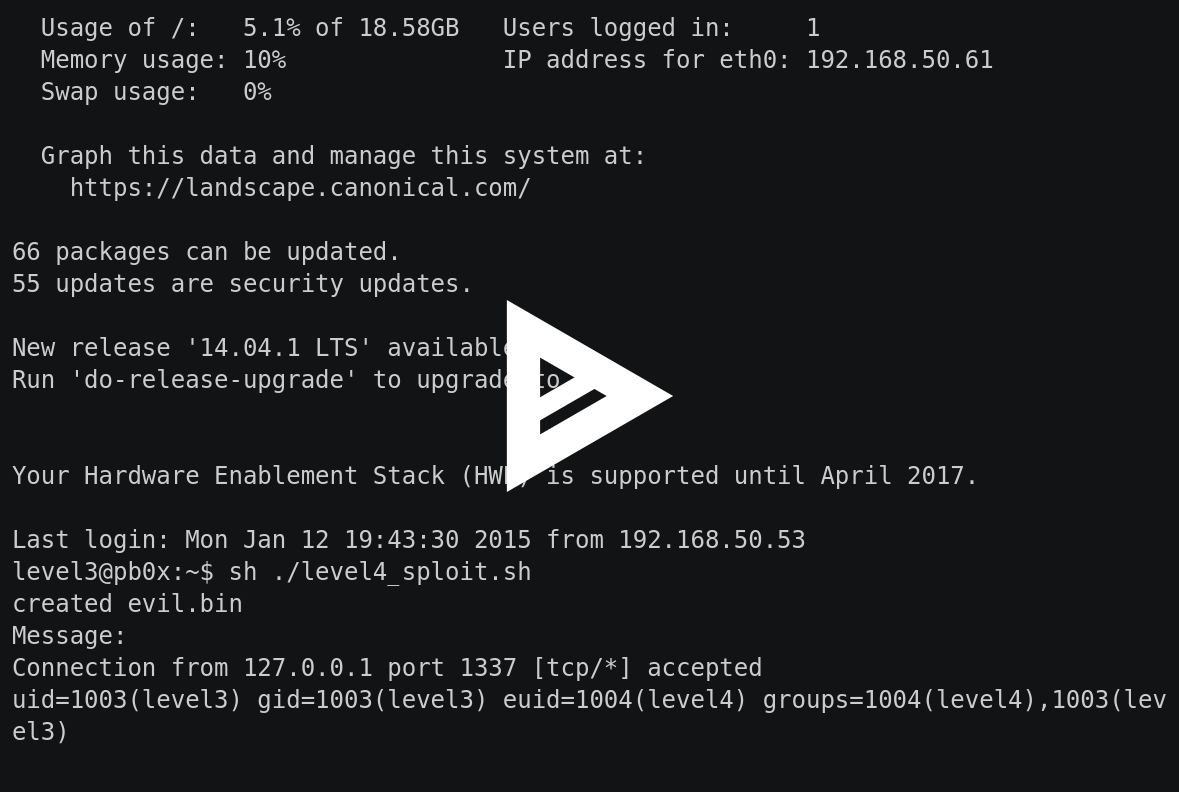 Usage of /: 5.1% of 18.58GB Users logged in: 1
Memory usage: 10% IP address for eth0: 192.168.50.61
Swap usage: 0%
Graph this data and manage this system at:
https://landscape.canonical.com/
66 packages can be updated.
55 updates are security updates.
New release '14.04.1 LTS' available
Run 'do-release-upgrade' to upgrade to
Your Hardware Enablement Stack (HWE) is supported until April 2017.
Last login: Mon Jan 12 19:43:30 2015 from 192.168.50.53
level3@pb0x:~$ sh ./level4_sploit.sh
created evil.bin
Message:
Connection from 127.0.0.1 port 1337 [tcp/*] accepted
uid=1003(level3) gid=1003(level3) euid=1004(level4) groups=1004(level4),1003(lev
el3)